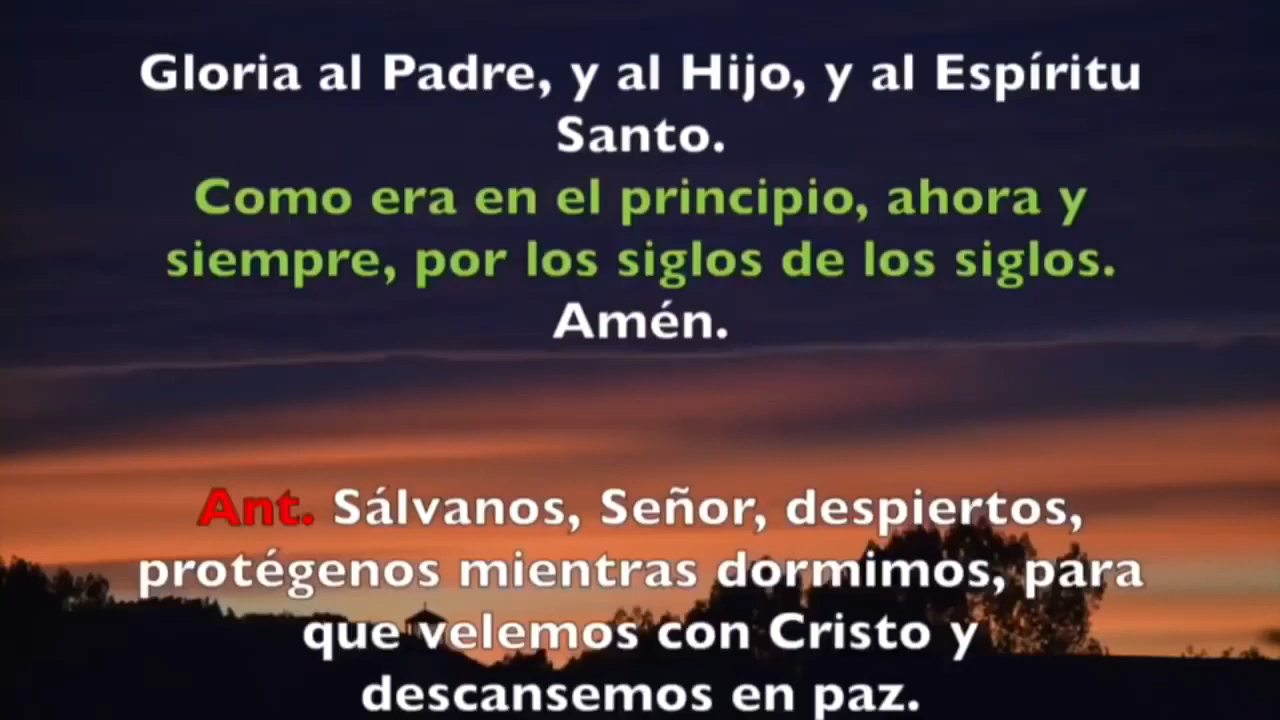 Gloria al Padre, y al Hijo, y al Espíritu
Santo.
Como era en el principio, ahora y
siempre, por los siglos de los siglos.
Amén.
Ant. Sálvanos, Señor, despiertos,
protégenos mientras dormimos, para
que velemos con Cristo y
descansemos en paz.